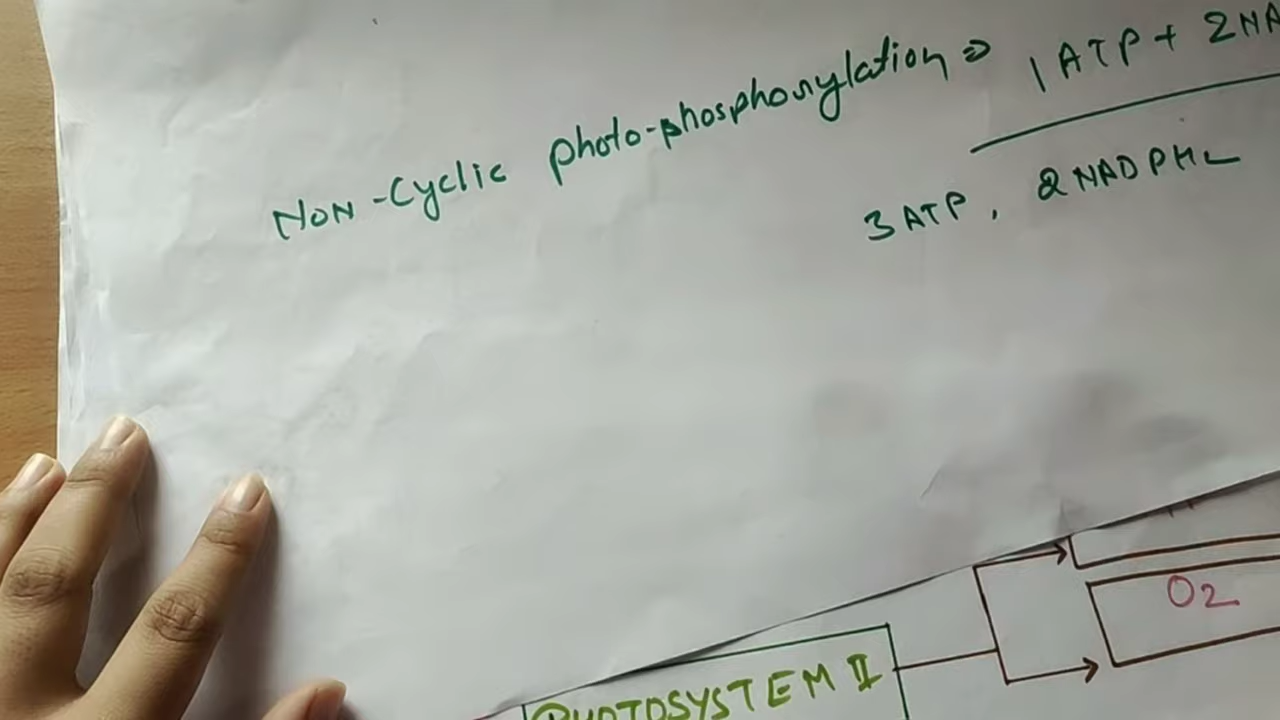 Non-Cyclic photo-phosphorylation ⇒ 1 ATP + 2NA
3 ATP, 2 NADPH2
O2
PHOTOSYSTEM II